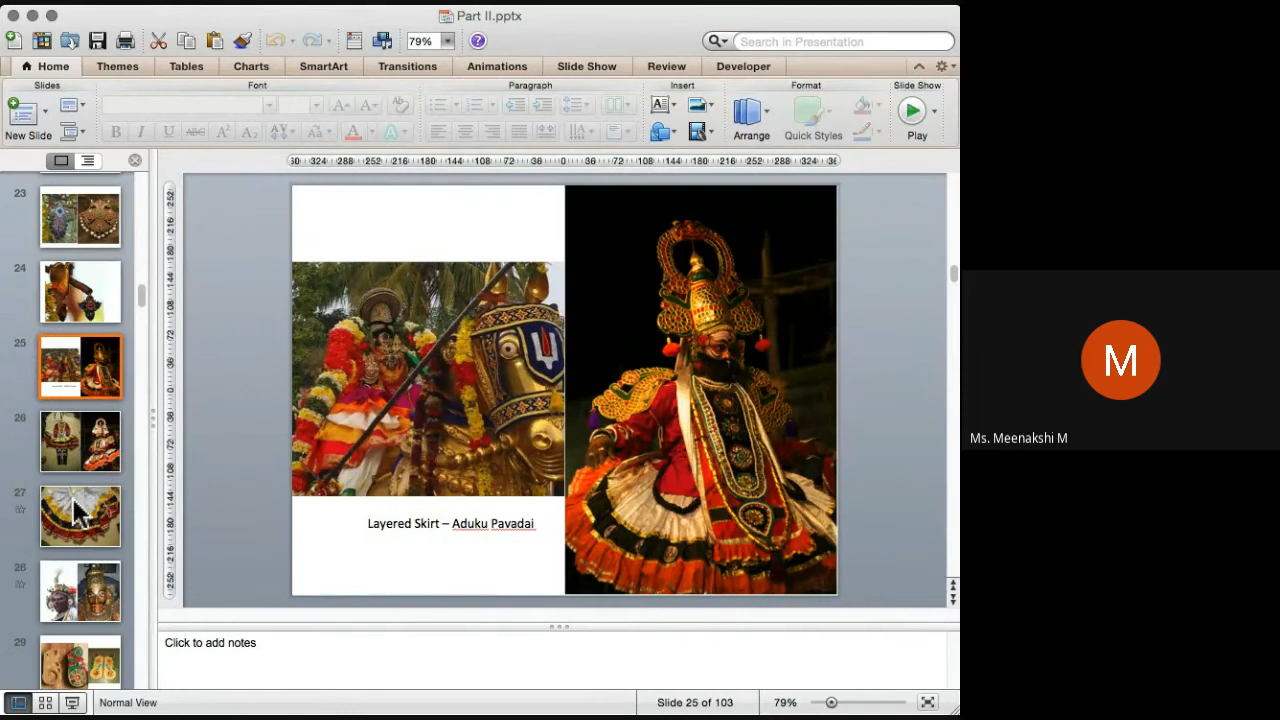 Part II.pptx
79%
Search in Presentation
Home
Themes
Tables
Charts
SmartArt
Transitions
Animations
Slide Show
Review
Developer
Slides
Font
Paragraph
Insert
Format
Slide Show
New Slide
Arrange
Quick Styles
Play
23
24
25
26
27
28
29
Layered Skirt – Aduku Pavadai
Click to add notes
Normal View
Slide 25 of 103
79%
M
Ms. Meenakshi M